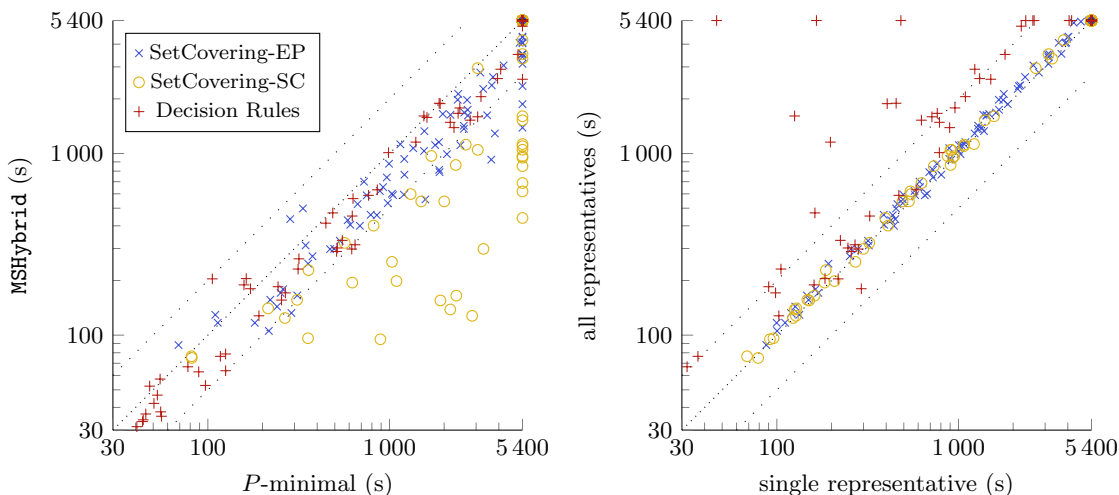 5 400
1 000
100
30
MSHybrid (s)
SetCovering-EP
SetCovering-SC
Decision Rules
30
100
1 000
5 400
P-minimal (s)
5 400
1 000
100
30
all representatives (s)
30
100
1 000
5 400
single representative (s)